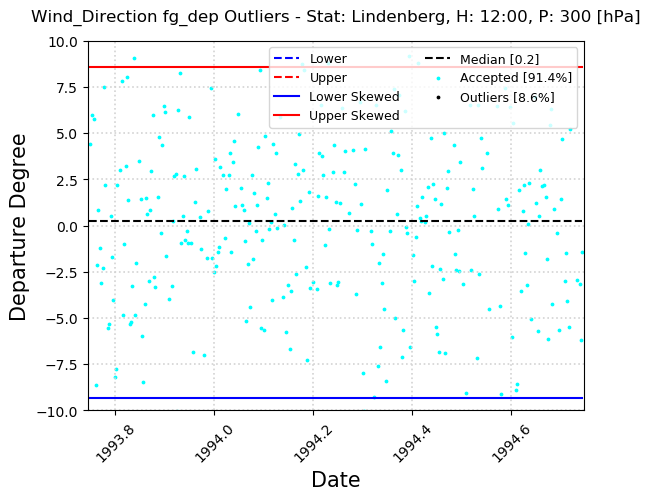 Wind_Direction fg_dep Outliers - Stat: Lindenberg, H: 12:00, P: 300 [hPa]
Departure Degree
10.0
7.5
5.0
2.5
0.0
−2.5
−5.0
−7.5
−10.0
Lower
Upper
Lower Skewed
Upper Skewed
Median [0.2]
Accepted [91.4%]
Outliers [8.6%]
1993.8
1994.0
1994.2
1994.4
1994.6
Date